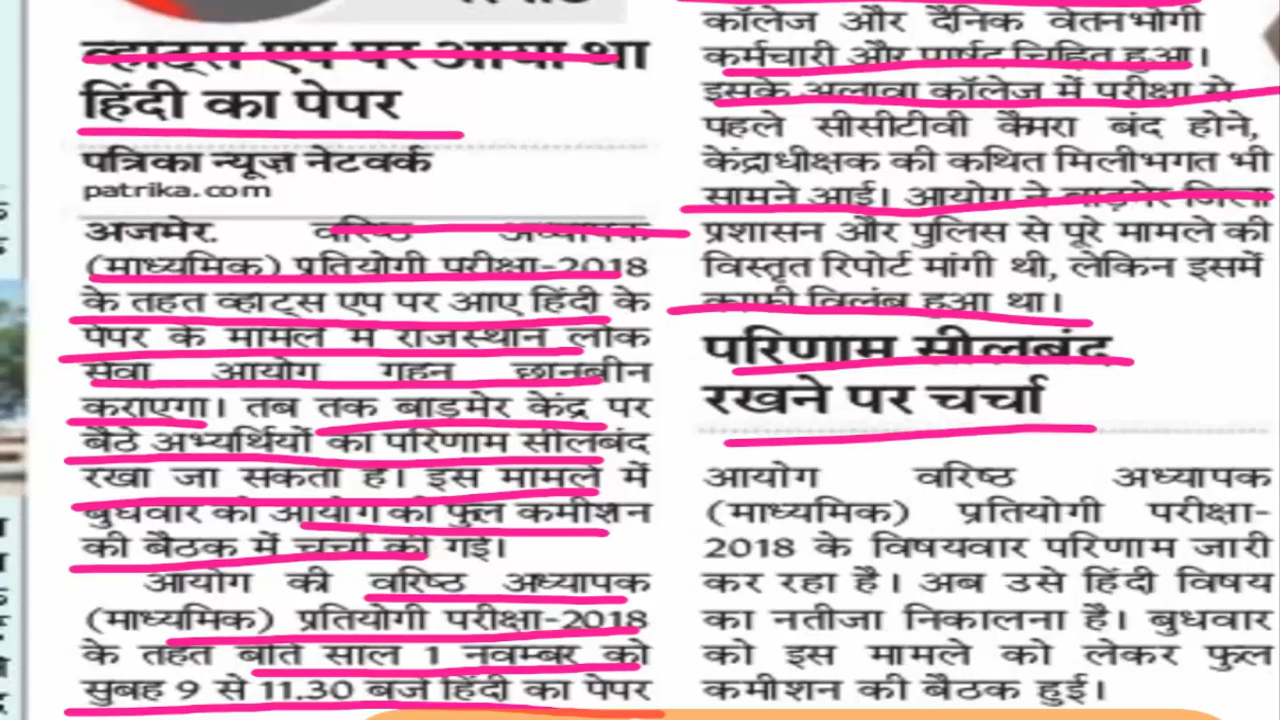 व्हाट्स एप पर आया था
हिंदी का पेपर
पत्रिका न्यूज़ नेटवर्क
patrika.com
अजमेर. वरिष्ठ अध्यापक
(माध्यमिक) प्रतियोगी परीक्षा-2018
के तहत व्हाट्स एप पर आए हिंदी के
पेपर के मामले में राजस्थान लोक
सेवा आयोग गहन छानबीन
कराएगा। तब तक बाड़मेर केंद्र पर
बैठे अभ्यर्थियों का परिणाम सीलबंद
रखा जा सकता है। इस मामले में
बुधवार को आयोग की फुल कमीशन
की बैठक में चर्चा की गई।
आयोग की वरिष्ठ अध्यापक
(माध्यमिक) प्रतियोगी परीक्षा-2018
के तहत बीते साल 1 नवम्बर को
सुबह 9 से 11.30 बजे हिंदी का पेपर
कॉलेज और दैनिक वेतनभोगी
कर्मचारी और पार्षद चिह्नित हुआ।
इसके अलावा कॉलेज में परीक्षा से
पहले सीसीटीवी कैमरा बंद होने,
केंद्राधीक्षक की कथित मिलीभगत भी
सामने आई। आयोग ने बाड़मेर जिला
प्रशासन और पुलिस से पूरे मामले की
विस्तृत रिपोर्ट मांगी थी, लेकिन इसमें
काफी विलंब हुआ था।
परिणाम सीलबंद
रखने पर चर्चा
आयोग वरिष्ठ अध्यापक
(माध्यमिक) प्रतियोगी परीक्षा-
2018 के विषयवार परिणाम जारी
कर रहा है। अब उसे हिंदी विषय
का नतीजा निकालना है। बुधवार
को इस मामले को लेकर फुल
कमीशन की बैठक हुई।